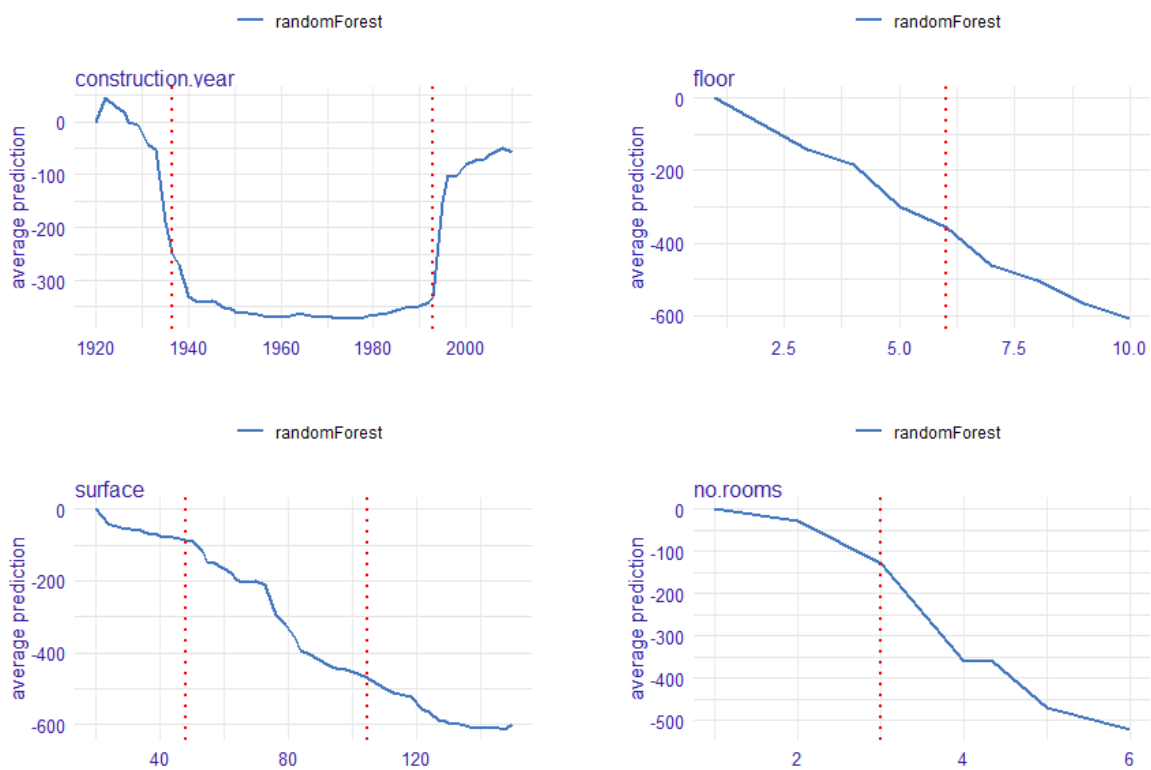 randomForest
construction.year
average prediction
0
-100
-200
-300
1920 1940 1960 1980 2000
randomForest
floor
average prediction
0
-200
-400
-600
2.5 5.0 7.5 10.0
randomForest
surface
average prediction
0
-200
-400
-600
40 80 120
randomForest
no.rooms
average prediction
0
-100
-200
-300
-400
-500
2 4 6